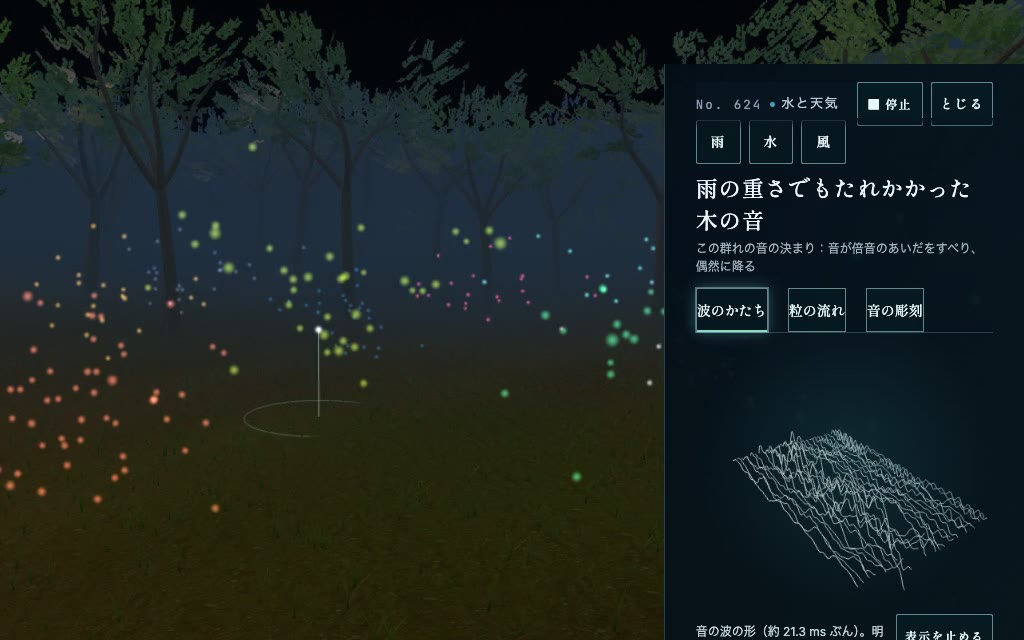 No. 624 • 水と天気
■ 停止
とじる
雨
水
風
雨の重さでもたれかかった
木の音
この群れの音の決まり：音が倍音のあいだをすべり、
偶然に降る
波のかたち
粒の流れ
音の彫刻
音の波の形（約 21.3 ms ぶん）。明
表示を止める